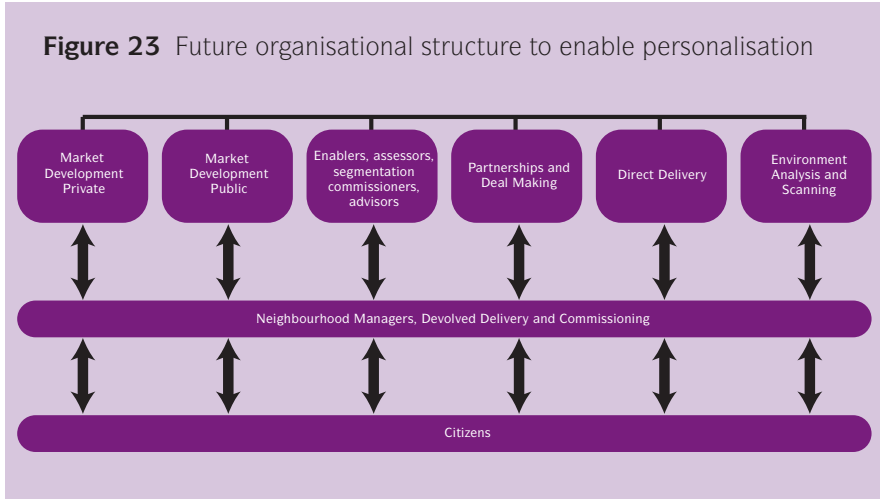 Figure 23 Future organisational structure to enable personalisation
Market
Development
Private
Market
Development
Public
Enablers, assessors,
segmentation
commissioners,
advisors
Partnerships and
Deal Making
Direct Delivery
Environment
Analysis and
Scanning
Neighbourhood Managers, Devolved Delivery and Commissioning
Citizens